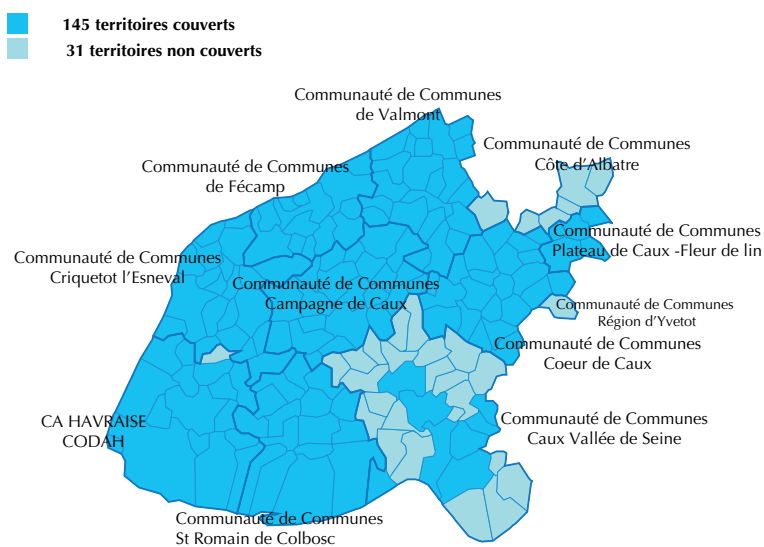 145 territoires couverts
31 territoires non couverts
Communauté de Communes
de Valmont
Communauté de Communes
Côte d'Albatre
Communauté de Communes
de Fécamp
Communauté de Communes
Plateau de Caux -Fleur de lin
Communauté de Communes
Criquetot l'Esneval
Communauté de Communes
Campagne de Caux
Communauté de Communes
Région d'Yvetot
Communauté de Communes
Coeur de Caux
CA HAVRAISE
CODAH
Communauté de Communes
Caux Vallée de Seine
Communauté de Communes
St Romain de Colbosc